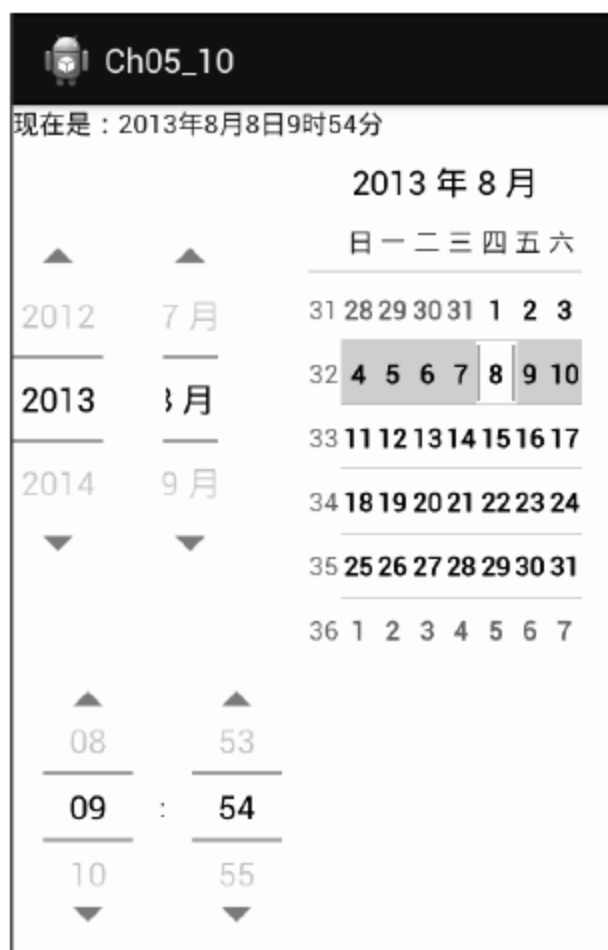 Ch05_10
现在是：2013年8月8日9时54分
2013 年 8 月
日 一 二 三 四 五 六
2012 7 月
2013 8 月
2014 9 月
31 28 29 30 31 1 2 3
32 4 5 6 7 8 9 10
33 11 12 13 14 15 16 17
34 18 19 20 21 22 23 24
35 25 26 27 28 29 30 31
36 1 2 3 4 5 6 7
08 53
09 : 54
10 55